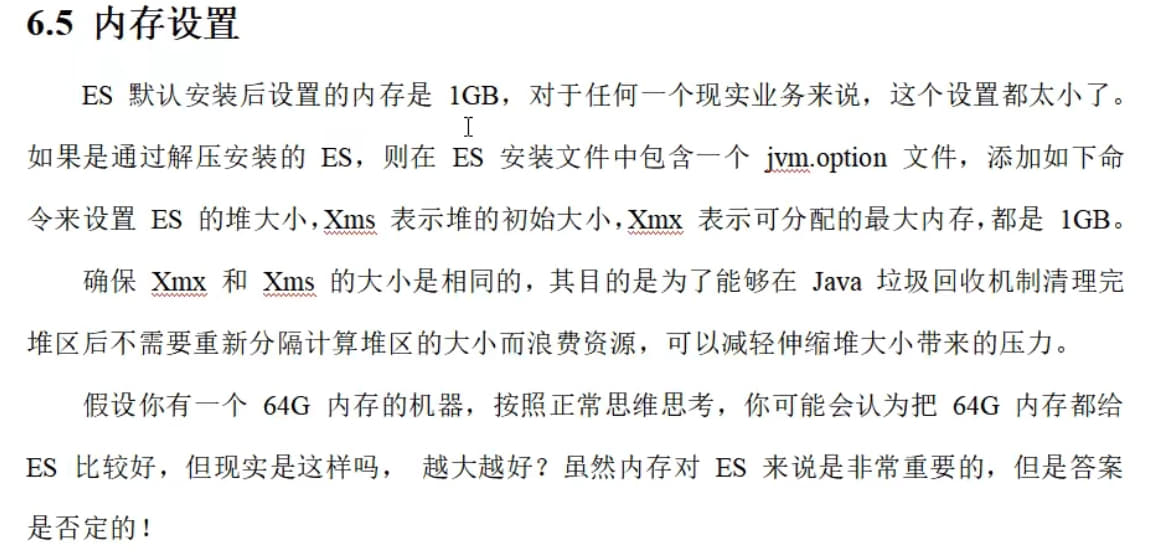 6.5 内存设置
ES 默认安装后设置的内存是 1GB，对于任何一个现实业务来说，这个设置都太小了。
如果是通过解压安装的 ES，则在 ES 安装文件中包含一个 jvm.option 文件，添加如下命
令来设置 ES 的堆大小，Xms 表示堆的初始大小，Xmx 表示可分配的最大内存，都是 1GB。
确保 Xmx 和 Xms 的大小是相同的，其目的是为了能够在 Java 垃圾回收机制清理完
堆区后不需要重新分隔计算堆区的大小而浪费资源，可以减轻伸缩堆大小带来的压力。
假设你有一个 64G 内存的机器，按照正常思维思考，你可能会认为把 64G 内存都给
ES 比较好，但现实是这样吗， 越大越好？虽然内存对 ES 来说是非常重要的，但是答案
是否定的！